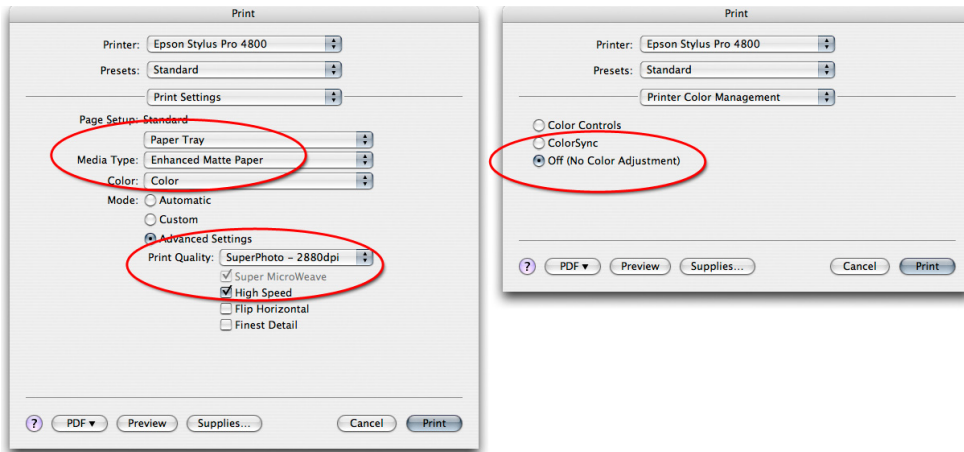 Print
Printer: Epson Stylus Pro 4800
Presets: Standard
Print Settings
Page Setup: Standard
Paper Tray
Media Type: Enhanced Matte Paper
Color: Color
Mode: Automatic
Custom
Advanced Settings
Print Quality: SuperPhoto - 2880dpi
Super MicroWeave
High Speed
Flip Horizontal
Finest Detail
? PDF ▾ Preview Supplies... Cancel Print
Print
Printer: Epson Stylus Pro 4800
Presets: Standard
Printer Color Management
Color Controls
ColorSync
Off (No Color Adjustment)
? PDF ▾ Preview Supplies... Cancel Print